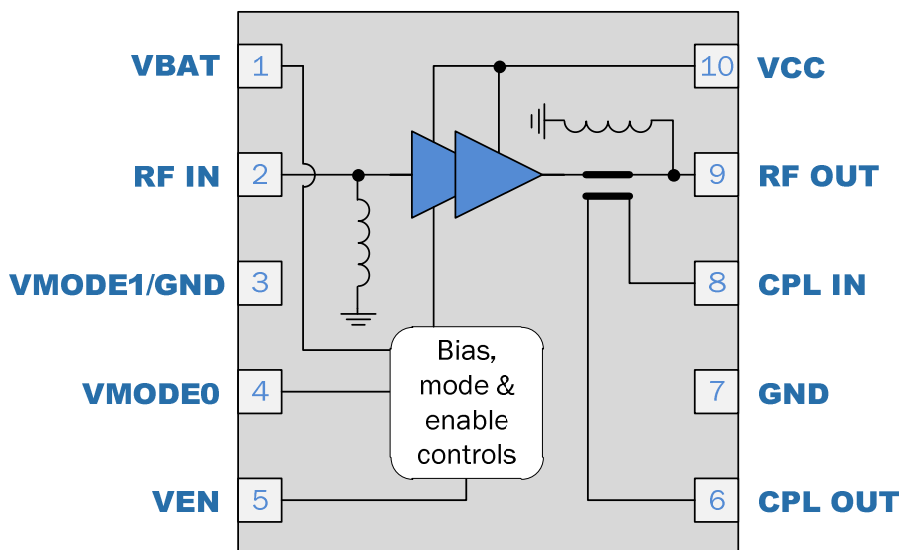 VBAT 1 10 VCC
RF IN 2 9 RF OUT
VMODE1/GND 3 8 CPL IN
Bias,
mode &
enable
controls
VMODE0 4 7 GND
VEN 5 6 CPL OUT